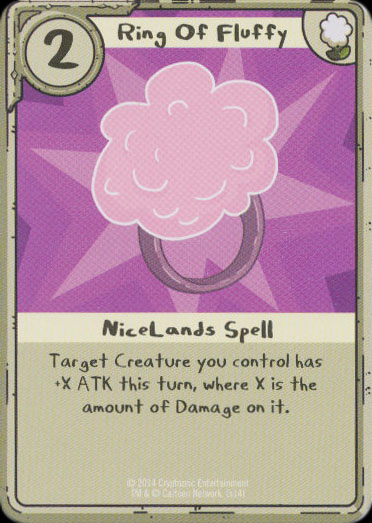 2
Ring Of Fluffy
NiceLands Spell
Target Creature you control has
+X ATK this turn, where X is the
amount of Damage on it.
© 2014 Cryptozoic Entertainment
TM & © Cartoon Network. (s14)